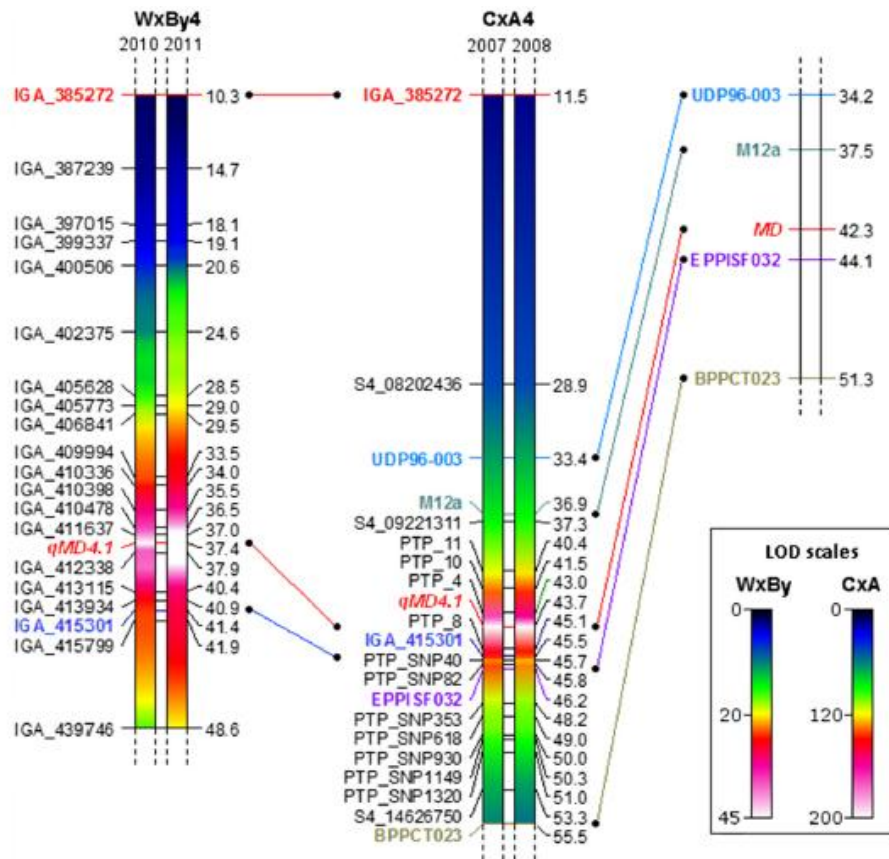 WxBy4
2010 2011
IGA_385272 10.3
IGA_387239 14.7
IGA_397015 18.1
IGA_399337 19.1
IGA_400506 20.6
IGA_402375 24.6
IGA_405628 28.5
IGA_405773 29.0
IGA_406841 29.5
IGA_409994 33.5
IGA_410336 34.0
IGA_410398 35.5
IGA_410478 36.5
IGA_411637 37.0
qMD4.1 37.4
IGA_412338 37.9
IGA_413115 40.4
IGA_413934 40.9
IGA_415301 41.4
IGA_415799 41.9
IGA_439746 48.6
CxA4
2007 2008
IGA_385272 11.5
S4_08202436 28.9
UDP96-003 33.4
M12a 36.9
S4_09221311 37.3
PTP_11 40.4
PTP_10 41.5
PTP_4 43.0
qMD4.1 43.7
PTP_8 45.1
IGA_415301 45.5
PTP_SNP40 45.7
PTP_SNP82 45.8
EPPISF032 46.2
PTP_SNP353 48.2
PTP_SNP618 49.0
PTP_SNP930 50.0
PTP_SNP1149 50.3
PTP_SNP1320 51.0
S4_14626750 53.3
BPPCT023 55.5
UDP96-003 34.2
M12a 37.5
MD 42.3
EPPISF032 44.1
BPPCT023 51.3
LOD scales
WxBy CxA
0 0
20 120
45 200